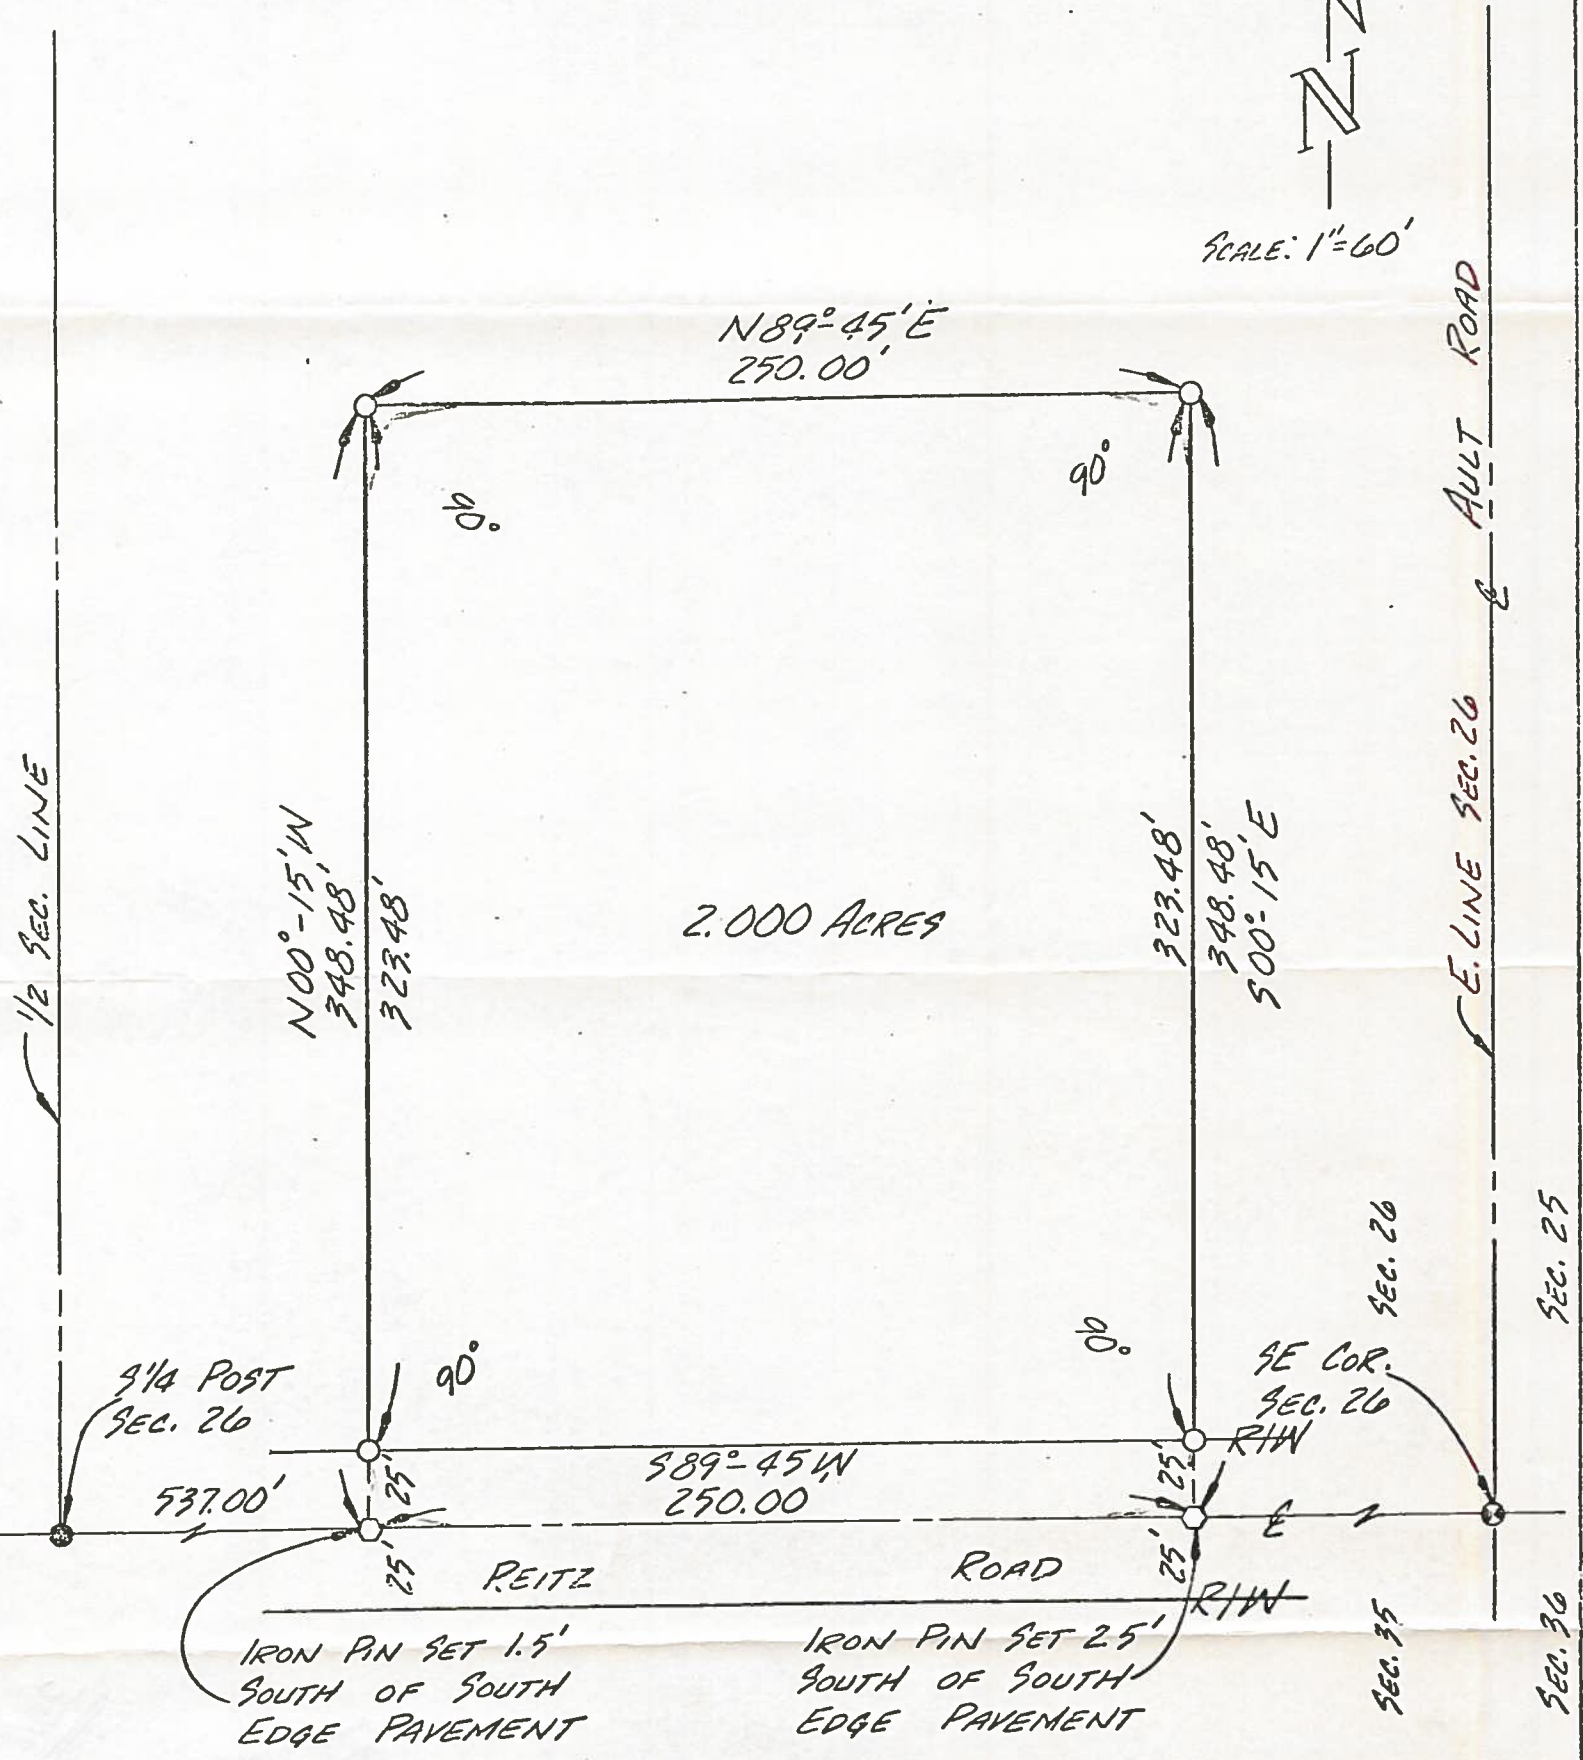 N
SCALE: 1"=60'
N89°-45'E
250.00'
90°
90°
AULT ROAD
℄
E. LINE SEC. 26
1/2 SEC. LINE
N00°-15'W
348.48'
323.48'
2.000 ACRES
323.48'
348.48'
S00°-15'E
SEC. 26
SEC. 25
S1/4 POST
SEC. 26
90°
90°
SE COR.
SEC. 26
R/W
537.00'
25'
S89°-45'W
250.00'
25'
℄
25'
REITZ ROAD
25'
R/W
IRON PIN SET 1.5'
SOUTH OF SOUTH
EDGE PAVEMENT
IRON PIN SET 25'
SOUTH OF SOUTH
EDGE PAVEMENT
SEC. 35
SEC. 36